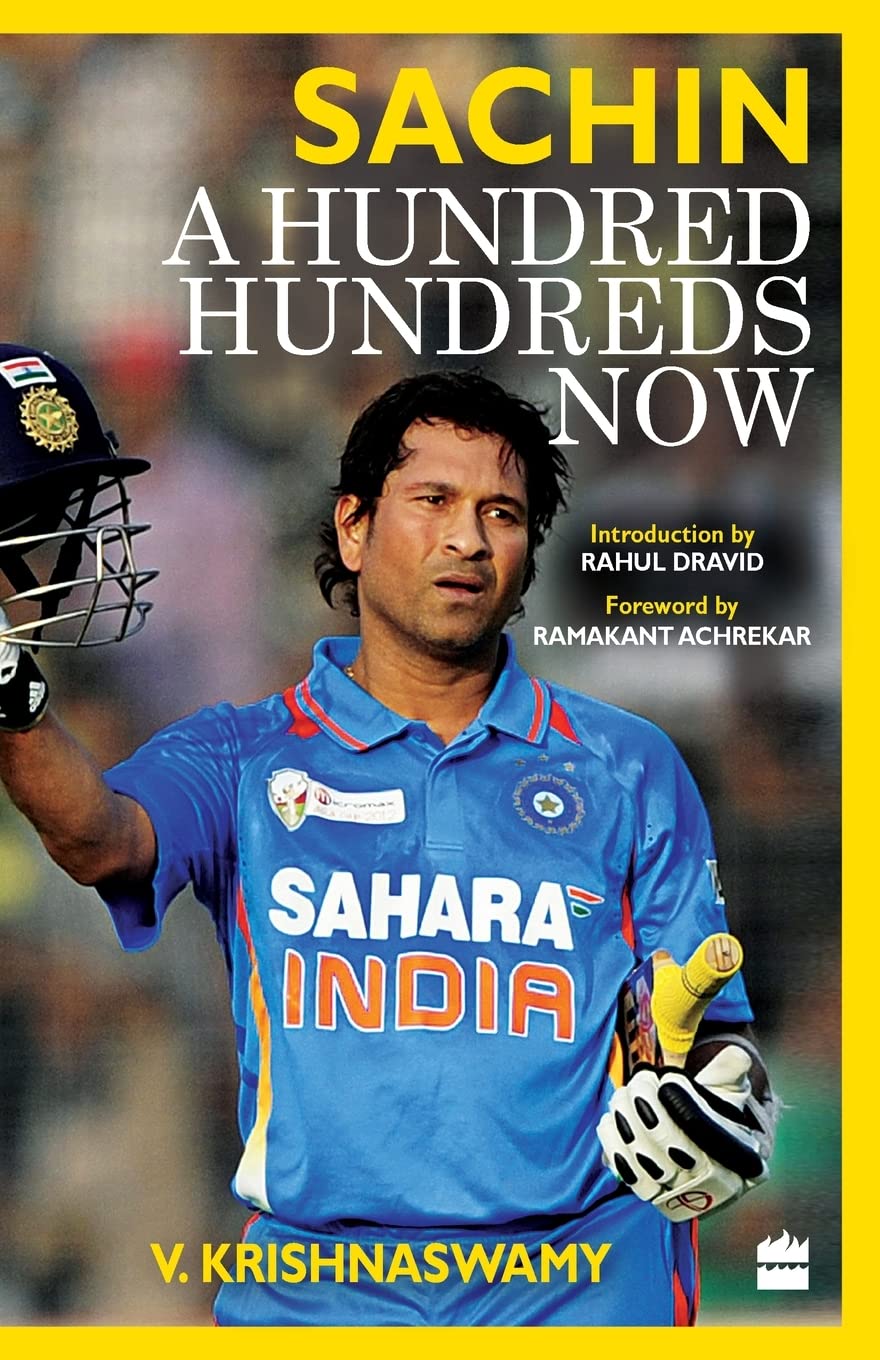 SACHIN
A HUNDRED
HUNDREDS
NOW
Introduction by
RAHUL DRAVID
Foreword by
RAMAKANT ACHREKAR
micromax
SAHARA
INDIA
V. KRISHNASWAMY